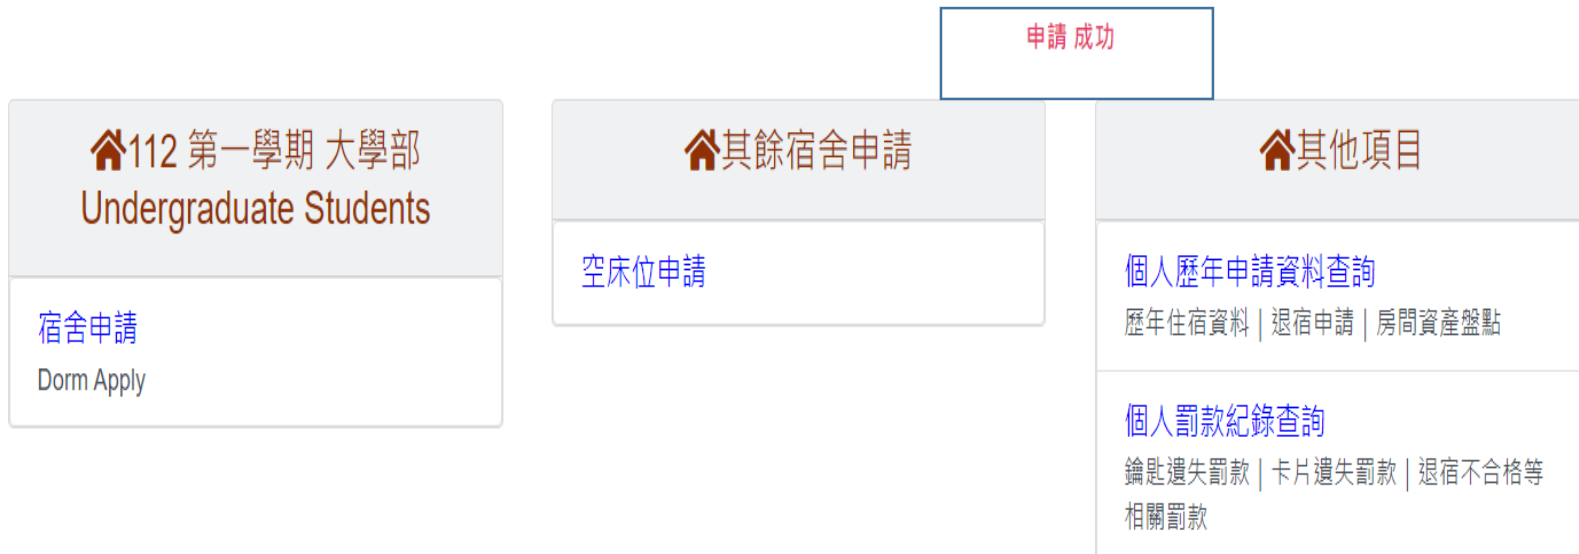 申請 成功
112 第一學期 大學部
Undergraduate Students
宿舍申請
Dorm Apply
其餘宿舍申請
空床位申請
其他項目
個人歷年申請資料查詢
歷年住宿資料 | 退宿申請 | 房間資產盤點
個人罰款紀錄查詢
鑰匙遺失罰款 | 卡片遺失罰款 | 退宿不合格等
相關罰款